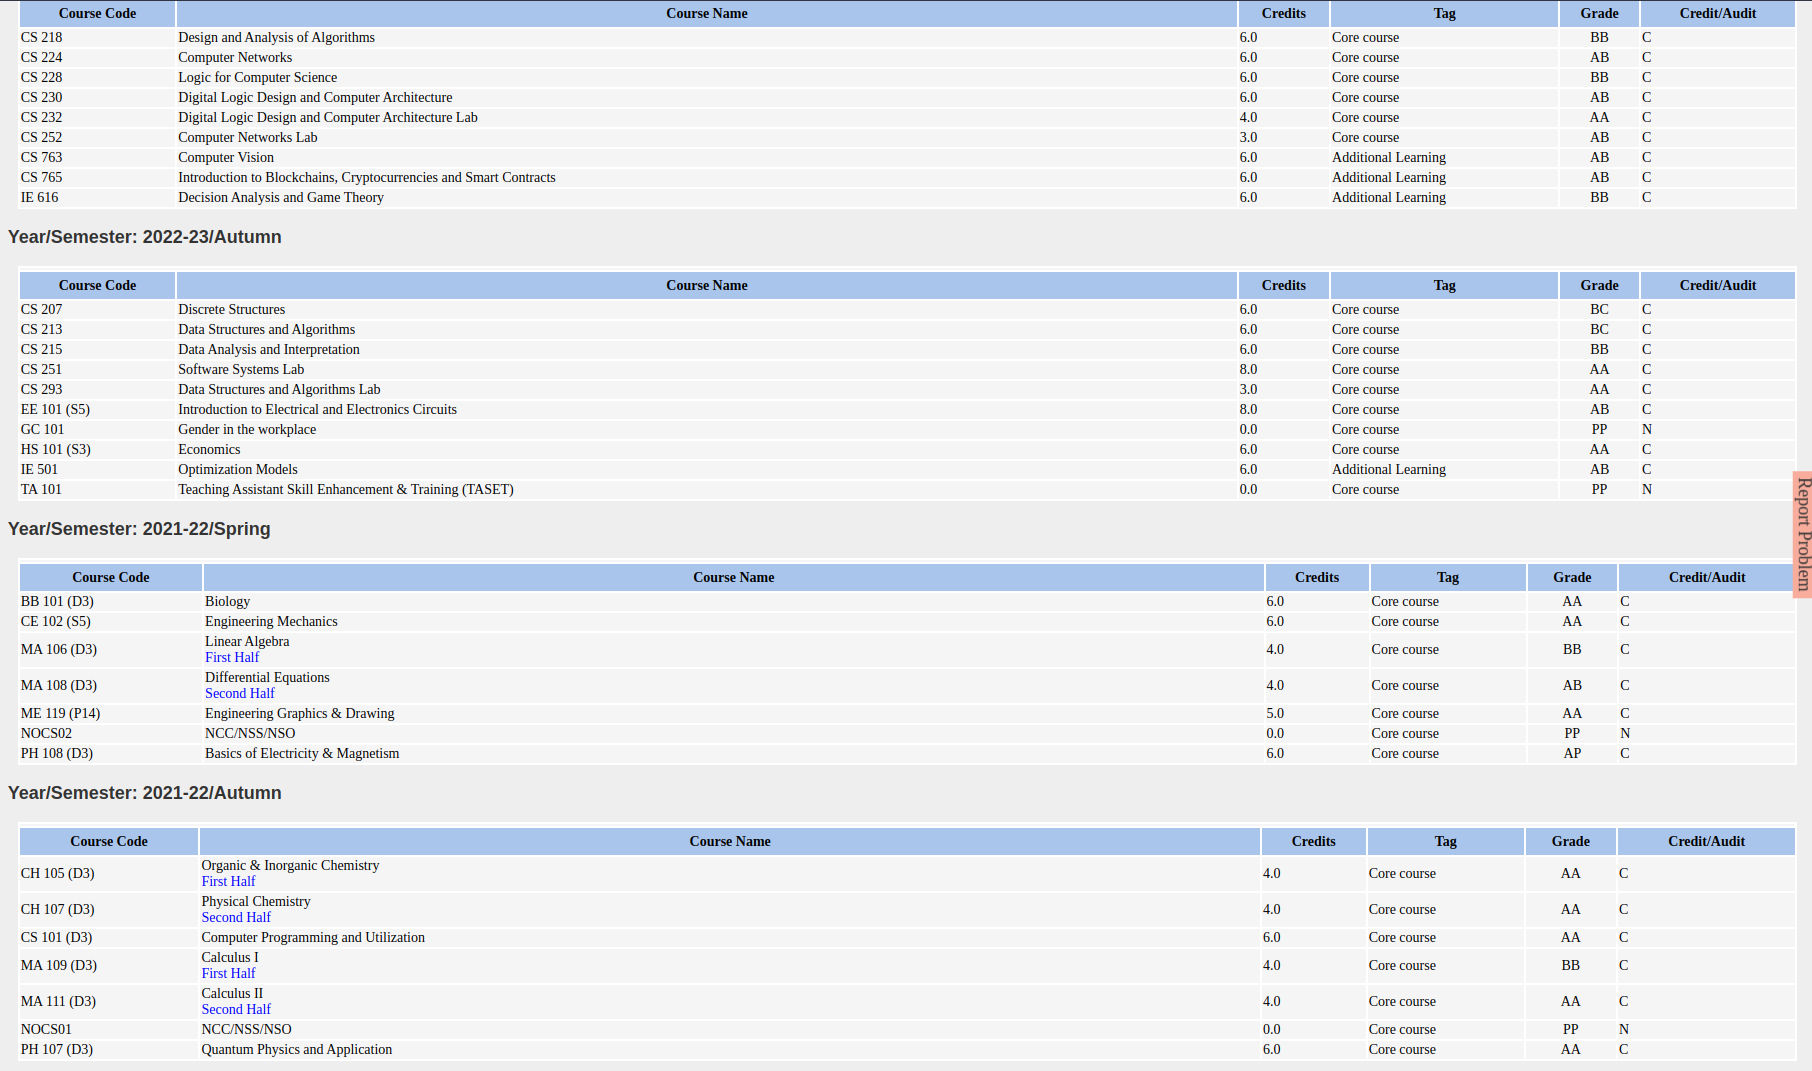 Course Code Course Name Credits Tag Grade Credit/Audit
CS 218 Design and Analysis of Algorithms 6.0 Core course BB C
CS 224 Computer Networks 6.0 Core course AB C
CS 228 Logic for Computer Science 6.0 Core course BB C
CS 230 Digital Logic Design and Computer Architecture 6.0 Core course AB C
CS 232 Digital Logic Design and Computer Architecture Lab 4.0 Core course AA C
CS 252 Computer Networks Lab 3.0 Core course AB C
CS 763 Computer Vision 6.0 Additional Learning AB C
CS 765 Introduction to Blockchains, Cryptocurrencies and Smart Contracts 6.0 Additional Learning AB C
IE 616 Decision Analysis and Game Theory 6.0 Additional Learning BB C
Year/Semester: 2022-23/Autumn
Course Code Course Name Credits Tag Grade Credit/Audit
CS 207 Discrete Structures 6.0 Core course BC C
CS 213 Data Structures and Algorithms 6.0 Core course BC C
CS 215 Data Analysis and Interpretation 6.0 Core course BB C
CS 251 Software Systems Lab 8.0 Core course AA C
CS 293 Data Structures and Algorithms Lab 3.0 Core course AA C
EE 101 (S5) Introduction to Electrical and Electronics Circuits 8.0 Core course AB C
GC 101 Gender in the workplace 0.0 Core course PP N
HS 101 (S3) Economics 6.0 Core course AA C
IE 501 Optimization Models 6.0 Additional Learning AB C
TA 101 Teaching Assistant Skill Enhancement & Training (TASET) 0.0 Core course PP N
Report Problem
Year/Semester: 2021-22/Spring
Course Code Course Name Credits Tag Grade Credit/Audit
BB 101 (D3) Biology 6.0 Core course AA C
CE 102 (S5) Engineering Mechanics 6.0 Core course AA C
MA 106 (D3) Linear Algebra 4.0 Core course BB C
First Half
MA 108 (D3) Differential Equations 4.0 Core course AB C
Second Half
ME 119 (P14) Engineering Graphics & Drawing 5.0 Core course AA C
NOCS02 NCC/NSS/NSO 0.0 Core course PP N
PH 108 (D3) Basics of Electricity & Magnetism 6.0 Core course AP C
Year/Semester: 2021-22/Autumn
Course Code Course Name Credits Tag Grade Credit/Audit
CH 105 (D3) Organic & Inorganic Chemistry 4.0 Core course AA C
First Half
CH 107 (D3) Physical Chemistry 4.0 Core course AA C
Second Half
CS 101 (D3) Computer Programming and Utilization 6.0 Core course AA C
MA 109 (D3) Calculus I 4.0 Core course BB C
First Half
MA 111 (D3) Calculus II 4.0 Core course AA C
Second Half
NOCS01 NCC/NSS/NSO 0.0 Core course PP N
PH 107 (D3) Quantum Physics and Application 6.0 Core course AA C